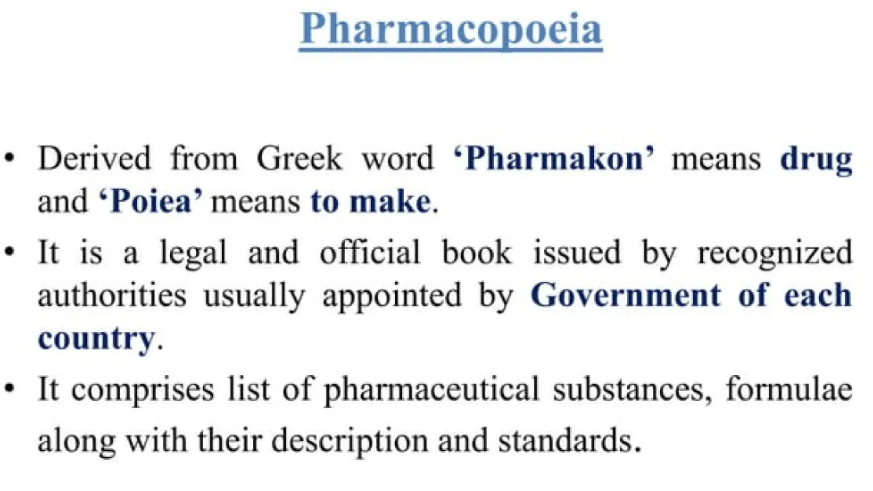 Pharmacopoeia
• Derived from Greek word ‘Pharmakon’ means drug
and ‘Poiea’ means to make.
• It is a legal and official book issued by recognized
authorities usually appointed by Government of each
country.
• It comprises list of pharmaceutical substances, formulae
along with their description and standards.